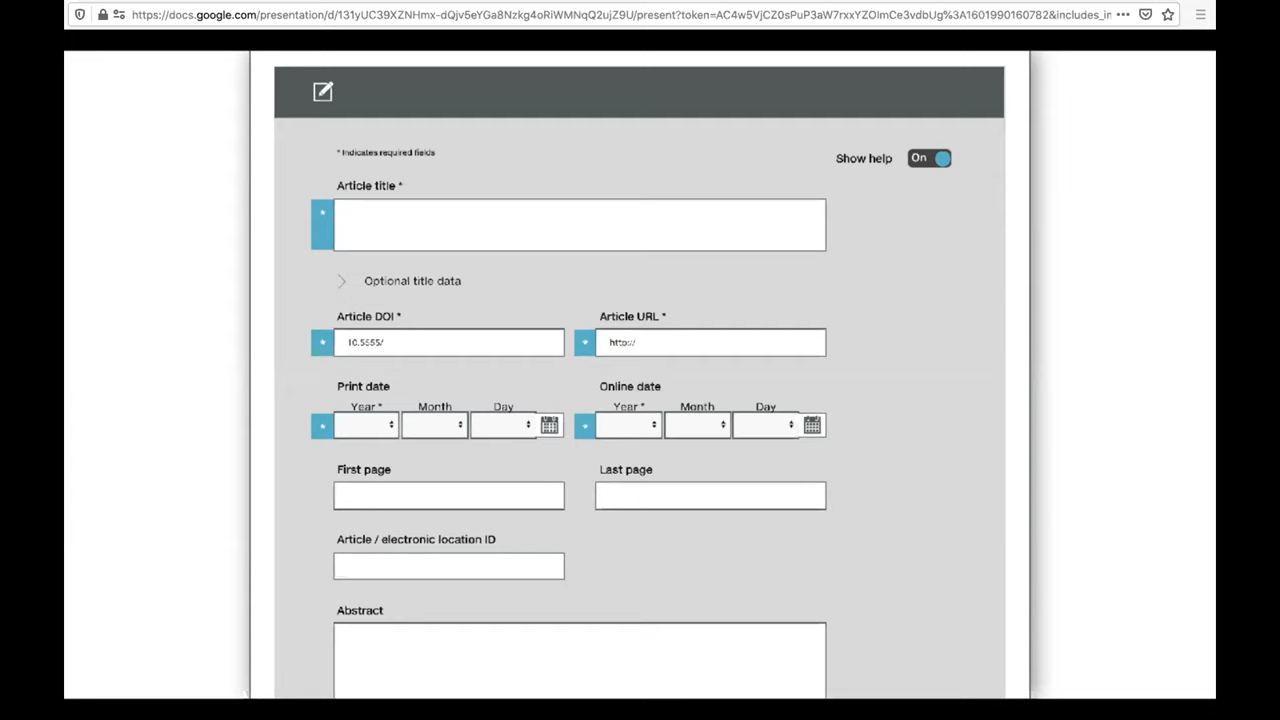 https://docs.google.com/presentation/d/131yUC39XZNHmx-dQjv5eYGa8Nzkg4oRiWMNqQ2ujZ9U/present?token=AC4w5VjCZ0sPuP3aW7rxxYZOlmCe3vdbUg%3A1601990160782&includes_in
* Indicates required fields
Show help On
Article title *
*
Optional title data
Article DOI * Article URL *
* 10.5555/ * http://
Print date Online date
Year * Month Day Year * Month Day
* *
First page Last page
Article / electronic location ID
Abstract